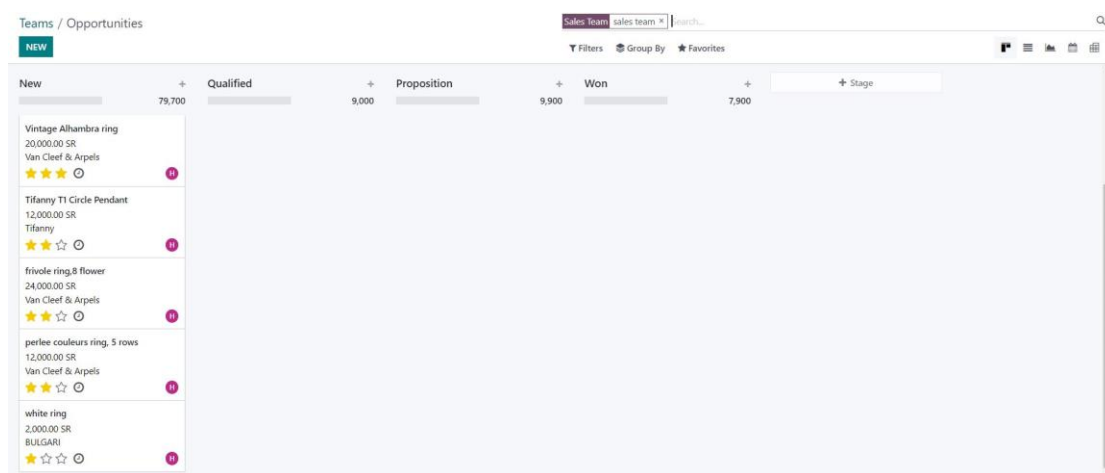 Teams / Opportunities
Sales Team sales team × Search...
NEW
Filters Group By Favorites
New + Qualified + Proposition + Won + + Stage
79,700 9,000 9,900 7,900
Vintage Alhambra ring
20,000.00 SR
Van Cleef & Arpels
H
Tifanny T1 Circle Pendant
12,000.00 SR
Tifanny
H
frivole ring,8 flower
24,000.00 SR
Van Cleef & Arpels
H
perlee couleurs ring, 5 rows
12,000.00 SR
Van Cleef & Arpels
H
white ring
2,000.00 SR
BULGARI
H